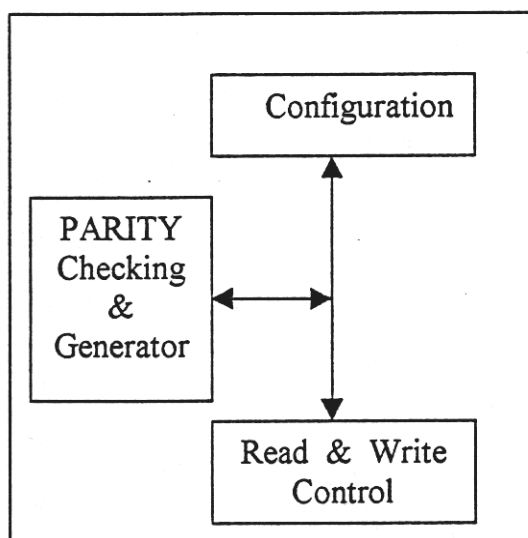 Configuration
PARITY
Checking
&
Generator
Read & Write
Control